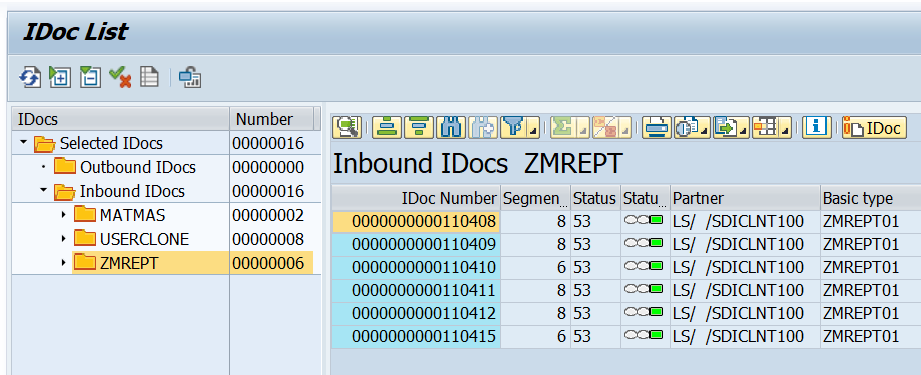 IDoc List
IDocs Number
Selected IDocs 00000016
Outbound IDocs 00000000
Inbound IDocs 00000016
MATMAS 00000002
USERCLONE 00000008
ZMREPT 00000006
IDoc
Inbound IDocs ZMREPT
IDoc Number Segmen... Status Statu... Partner Basic type
0000000000110408 8 53 LS/ /SDICLNT100 ZMREPT01
0000000000110409 8 53 LS/ /SDICLNT100 ZMREPT01
0000000000110410 6 53 LS/ /SDICLNT100 ZMREPT01
0000000000110411 8 53 LS/ /SDICLNT100 ZMREPT01
0000000000110412 8 53 LS/ /SDICLNT100 ZMREPT01
0000000000110415 6 53 LS/ /SDICLNT100 ZMREPT01